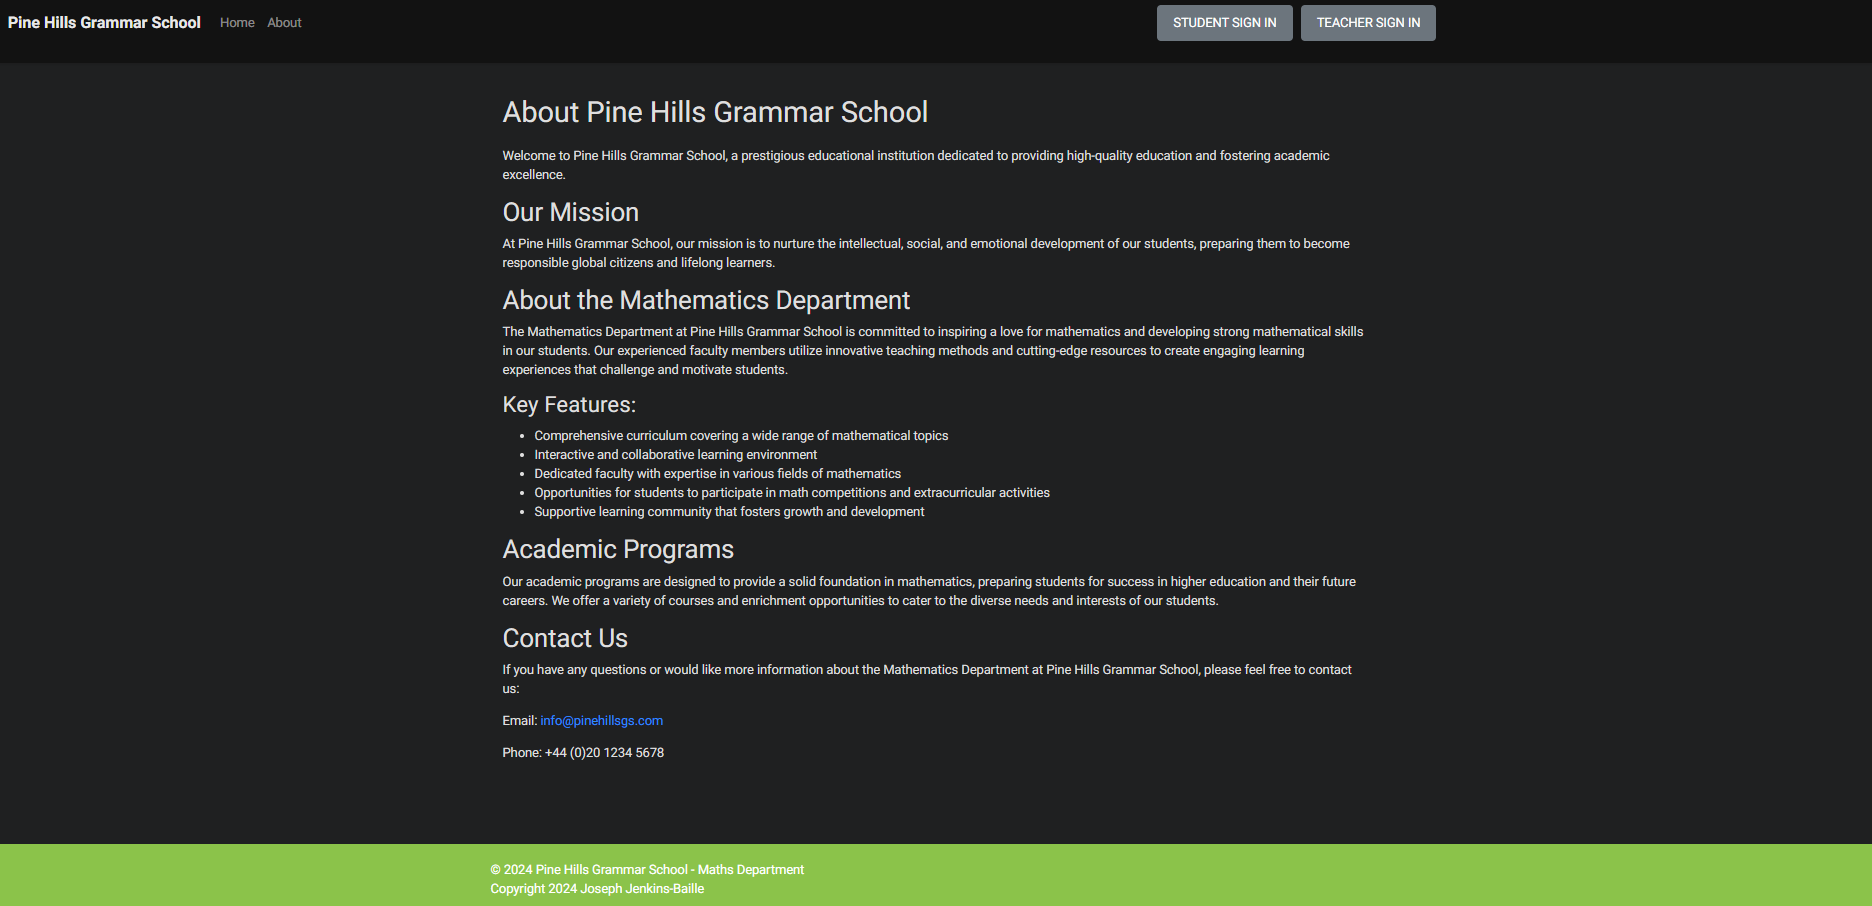 Pine Hills Grammar School Home About STUDENT SIGN IN TEACHER SIGN IN
About Pine Hills Grammar School
Welcome to Pine Hills Grammar School, a prestigious educational institution dedicated to providing high-quality education and fostering academic
excellence.
Our Mission
At Pine Hills Grammar School, our mission is to nurture the intellectual, social, and emotional development of our students, preparing them to become
responsible global citizens and lifelong learners.
About the Mathematics Department
The Mathematics Department at Pine Hills Grammar School is committed to inspiring a love for mathematics and developing strong mathematical skills
in our students. Our experienced faculty members utilize innovative teaching methods and cutting-edge resources to create engaging learning
experiences that challenge and motivate students.
Key Features:
• Comprehensive curriculum covering a wide range of mathematical topics
• Interactive and collaborative learning environment
• Dedicated faculty with expertise in various fields of mathematics
• Opportunities for students to participate in math competitions and extracurricular activities
• Supportive learning community that fosters growth and development
Academic Programs
Our academic programs are designed to provide a solid foundation in mathematics, preparing students for success in higher education and their future
careers. We offer a variety of courses and enrichment opportunities to cater to the diverse needs and interests of our students.
Contact Us
If you have any questions or would like more information about the Mathematics Department at Pine Hills Grammar School, please feel free to contact
us:
Email: info@pinehillsgs.com
Phone: +44 (0)20 1234 5678
© 2024 Pine Hills Grammar School - Maths Department
Copyright 2024 Joseph Jenkins-Baille